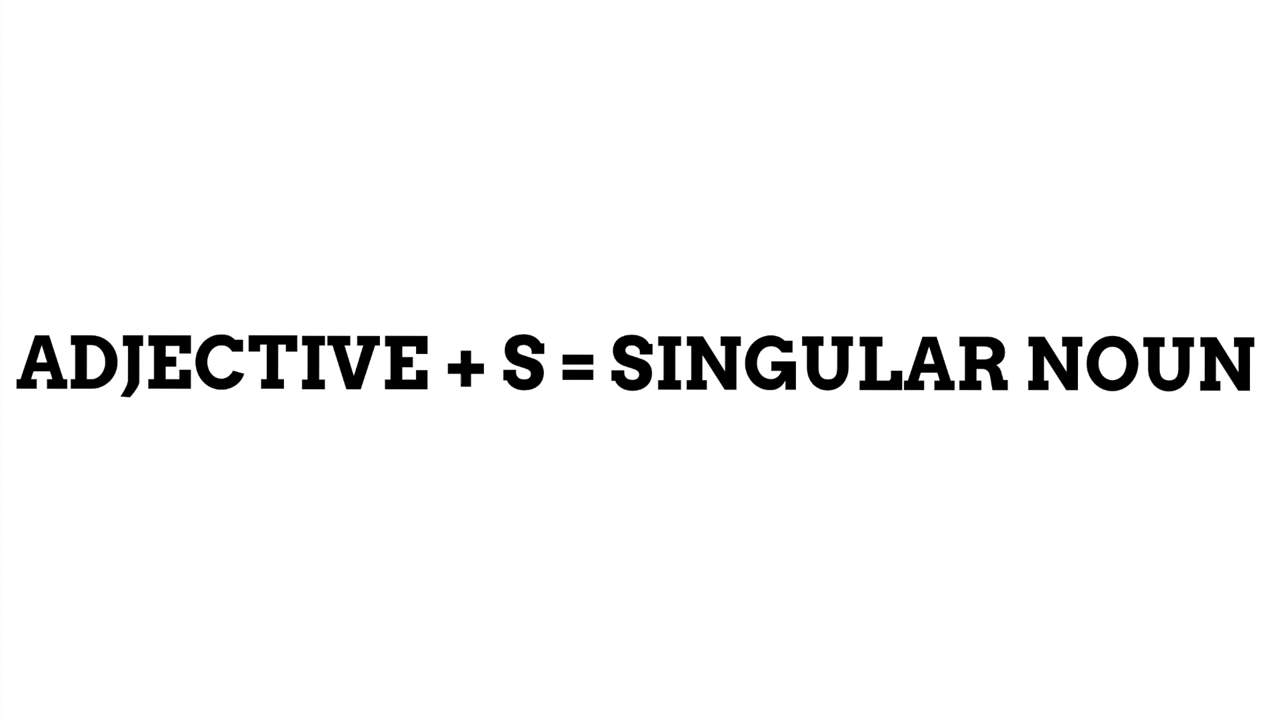 ADJECTIVE + S = SINGULAR NOUN